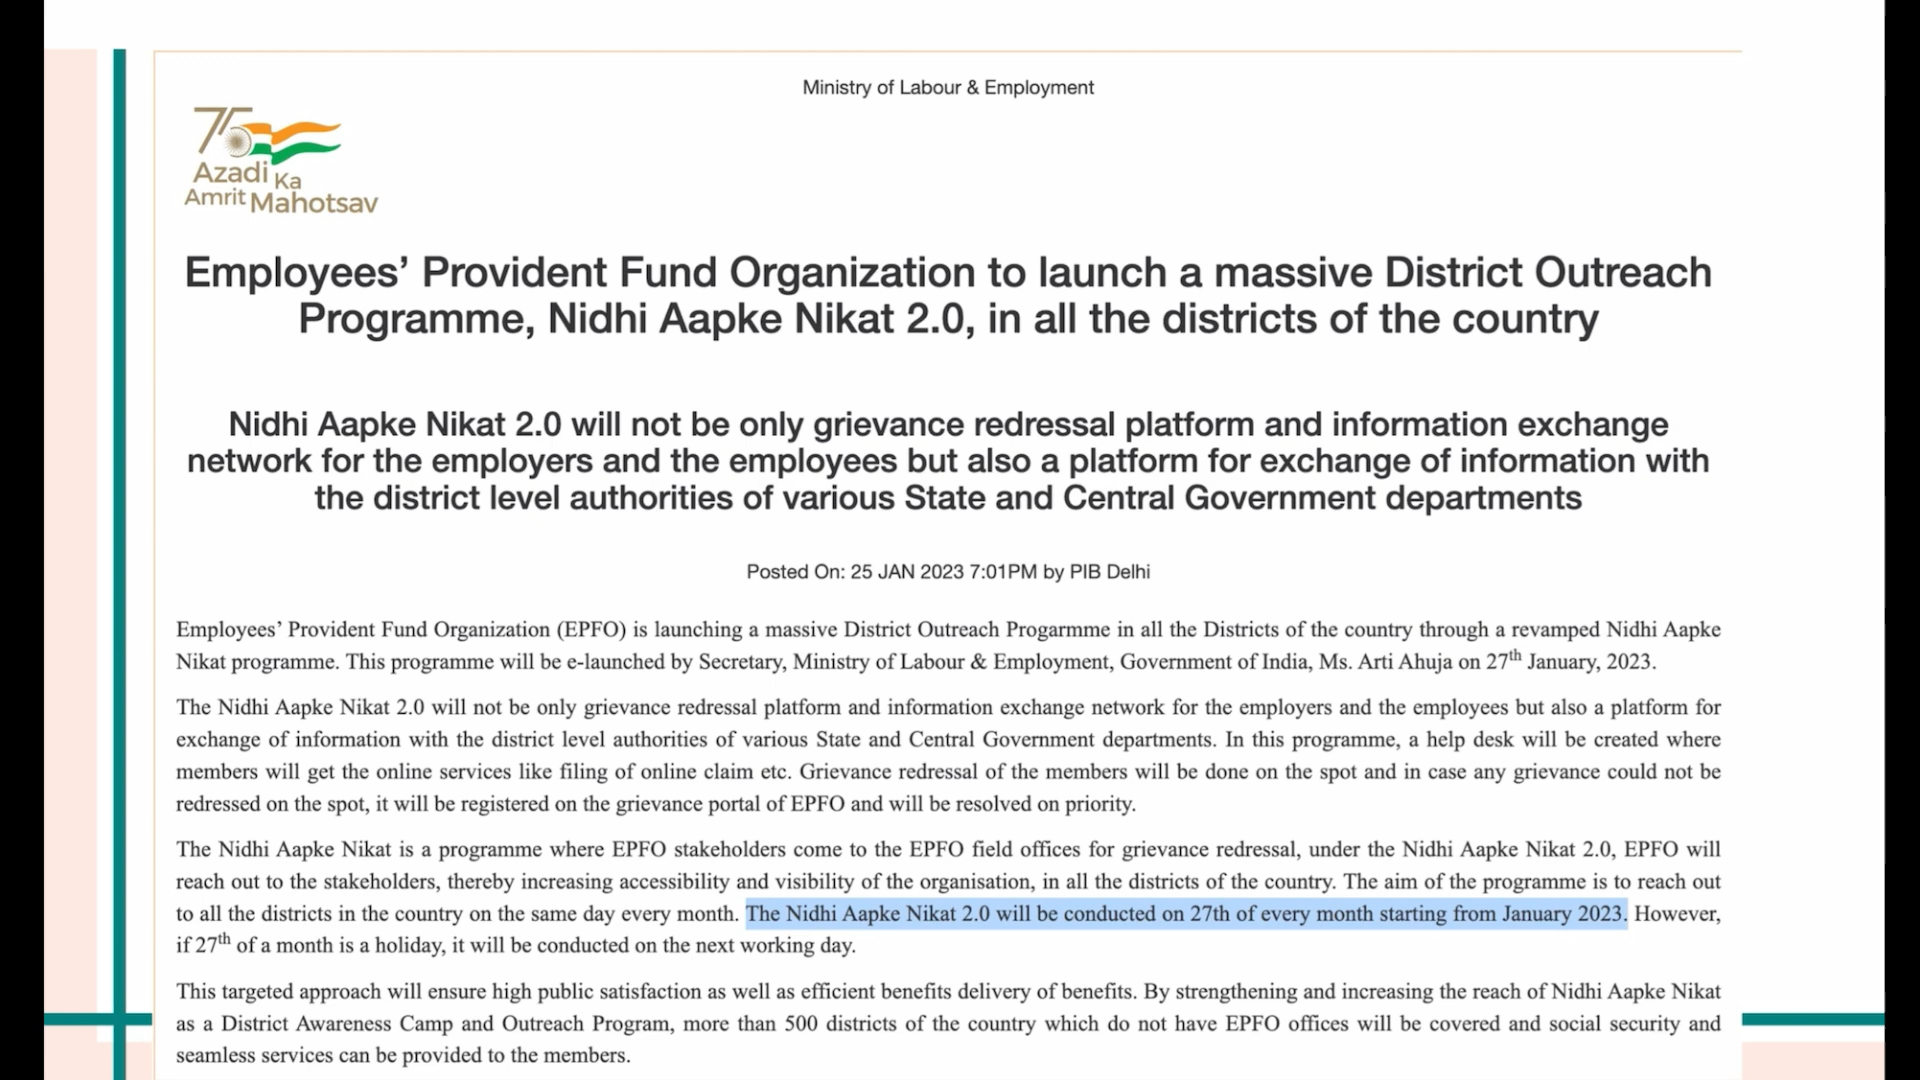 Ministry of Labour & Employment
75
Azadi Ka
Amrit Mahotsav
Employees’ Provident Fund Organization to launch a massive District Outreach
Programme, Nidhi Aapke Nikat 2.0, in all the districts of the country
Nidhi Aapke Nikat 2.0 will not be only grievance redressal platform and information exchange
network for the employers and the employees but also a platform for exchange of information with
the district level authorities of various State and Central Government departments
Posted On: 25 JAN 2023 7:01PM by PIB Delhi
Employees’ Provident Fund Organization (EPFO) is launching a massive District Outreach Progarmme in all the Districts of the country through a revamped Nidhi Aapke
Nikat programme. This programme will be e-launched by Secretary, Ministry of Labour & Employment, Government of India, Ms. Arti Ahuja on 27th January, 2023.
The Nidhi Aapke Nikat 2.0 will not be only grievance redressal platform and information exchange network for the employers and the employees but also a platform for
exchange of information with the district level authorities of various State and Central Government departments. In this programme, a help desk will be created where
members will get the online services like filing of online claim etc. Grievance redressal of the members will be done on the spot and in case any grievance could not be
redressed on the spot, it will be registered on the grievance portal of EPFO and will be resolved on priority.
The Nidhi Aapke Nikat is a programme where EPFO stakeholders come to the EPFO field offices for grievance redressal, under the Nidhi Aapke Nikat 2.0, EPFO will
reach out to the stakeholders, thereby increasing accessibility and visibility of the organisation, in all the districts of the country. The aim of the programme is to reach out
to all the districts in the country on the same day every month. The Nidhi Aapke Nikat 2.0 will be conducted on 27th of every month starting from January 2023. However,
if 27th of a month is a holiday, it will be conducted on the next working day.
This targeted approach will ensure high public satisfaction as well as efficient benefits delivery of benefits. By strengthening and increasing the reach of Nidhi Aapke Nikat
as a District Awareness Camp and Outreach Program, more than 500 districts of the country which do not have EPFO offices will be covered and social security and
seamless services can be provided to the members.